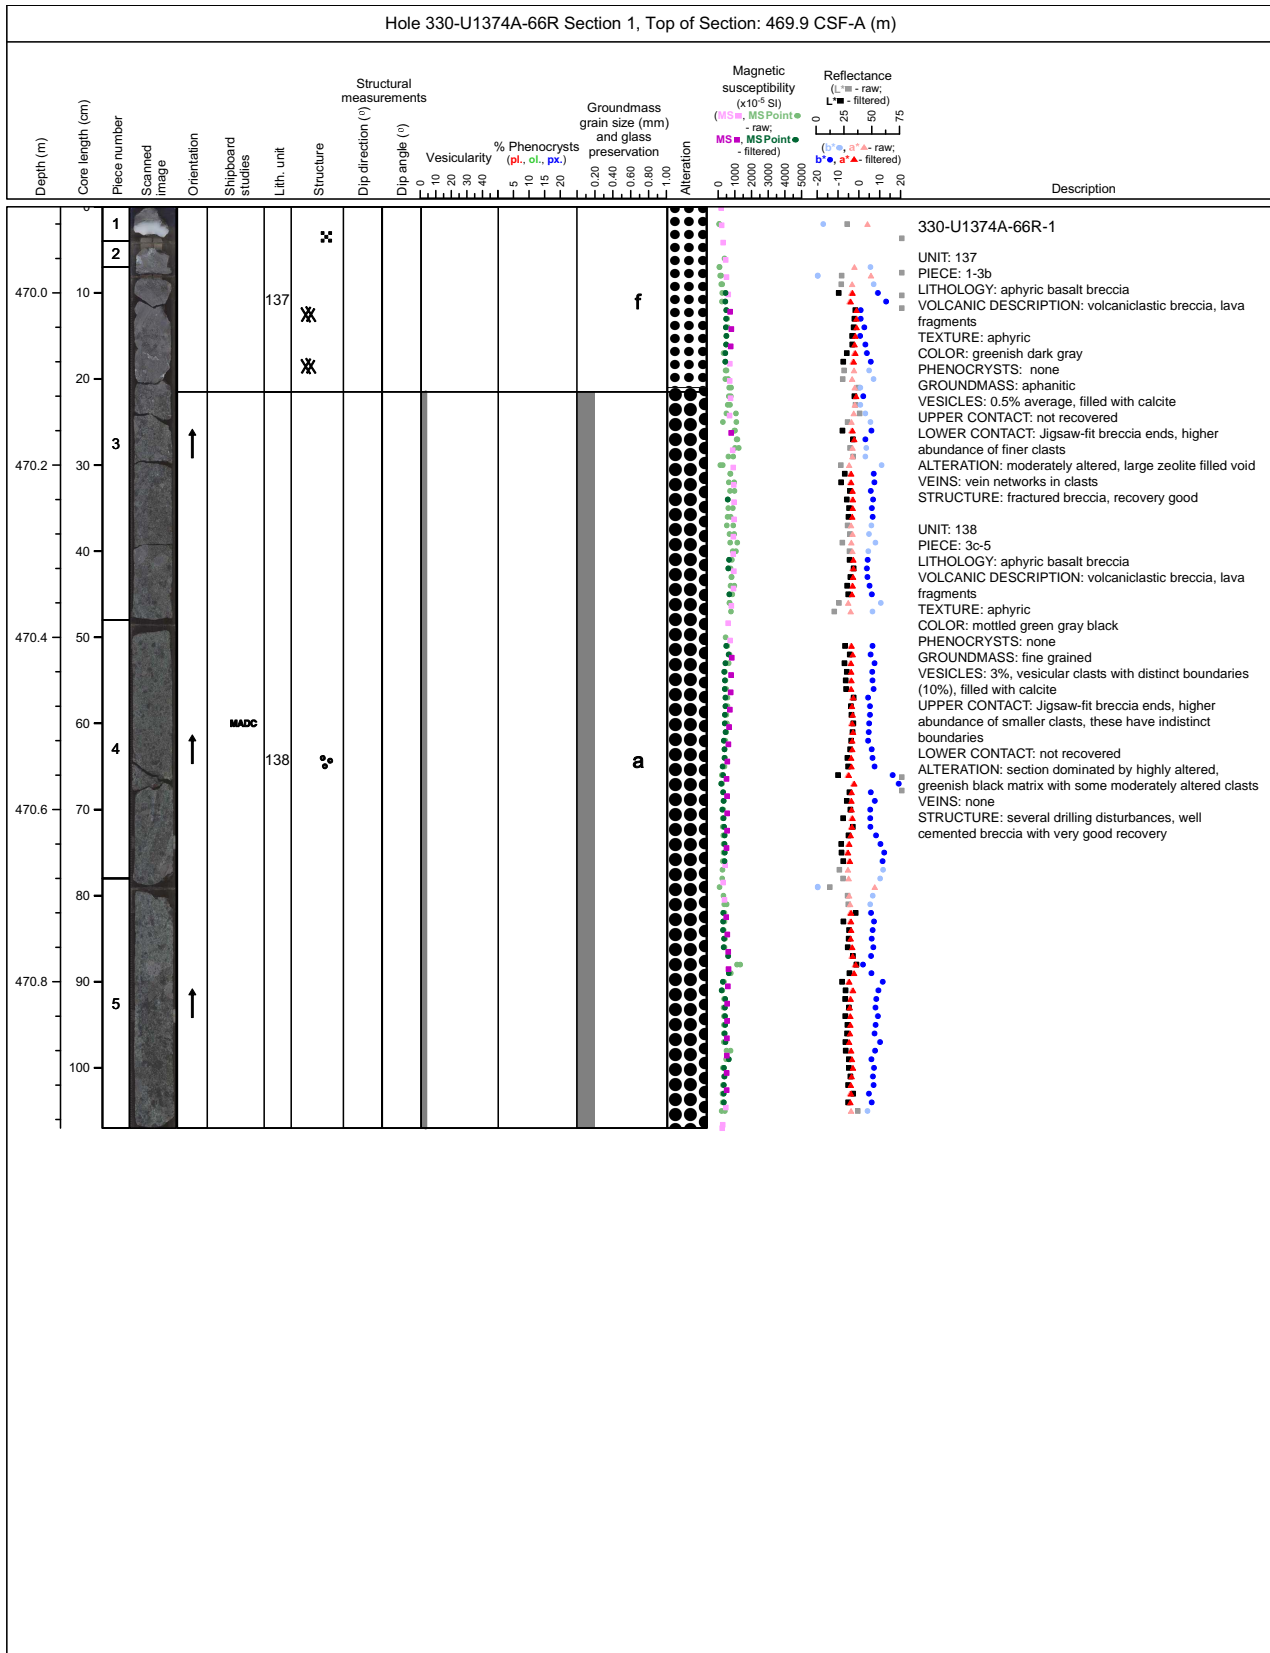 Hole 330-U1374A-66R Section 1, Top of Section: 469.9 CSF-A (m)
Depth (m)
Core length (cm)
Piece number
Scanned
image
Orientation
Shipboard
studies
Lith. unit
Structure
Structural
measurements
Dip direction (º)
Dip angle (º)
Vesicularity
0 10 20 30 40
% Phenocrysts
(pl., ol., px.)
5 10 15 20
Groundmass
grain size (mm)
and glass
preservation
0.20 0.40 0.60 0.80 1.00
Alteration
Magnetic
susceptibility
(x10-5 SI)
(MS, MSPoint
- raw;
MS, MSPoint
- filtered)
0 1000 2000 3000 4000 5000
Reflectance
(L* - raw;
L* - filtered)
0 25 50 75
(b*, a* - raw;
b*, a* - filtered)
-20 -10 0 10 20
Description
470.0
470.2
470.4
470.6
470.8
0
10
20
30
40
50
60
70
80
90
100
1
2
3
4
5
MADC
137
138
f
a
330-U1374A-66R-1
UNIT: 137
PIECE: 1-3b
LITHOLOGY: aphyric basalt breccia
VOLCANIC DESCRIPTION: volcaniclastic breccia, lava
fragments
TEXTURE: aphyric
COLOR: greenish dark gray
PHENOCRYSTS: none
GROUNDMASS: aphanitic
VESICLES: 0.5% average, filled with calcite
UPPER CONTACT: not recovered
LOWER CONTACT: Jigsaw-fit breccia ends, higher
abundance of finer clasts
ALTERATION: moderately altered, large zeolite filled void
VEINS: vein networks in clasts
STRUCTURE: fractured breccia, recovery good
UNIT: 138
PIECE: 3c-5
LITHOLOGY: aphyric basalt breccia
VOLCANIC DESCRIPTION: volcaniclastic breccia, lava
fragments
TEXTURE: aphyric
COLOR: mottled green gray black
PHENOCRYSTS: none
GROUNDMASS: fine grained
VESICLES: 3%, vesicular clasts with distinct boundaries
(10%), filled with calcite
UPPER CONTACT: Jigsaw-fit breccia ends, higher
abundance of smaller clasts, these have indistinct
boundaries
LOWER CONTACT: not recovered
ALTERATION: section dominated by highly altered,
greenish black matrix with some moderately altered clasts
VEINS: none
STRUCTURE: several drilling disturbances, well
cemented breccia with very good recovery